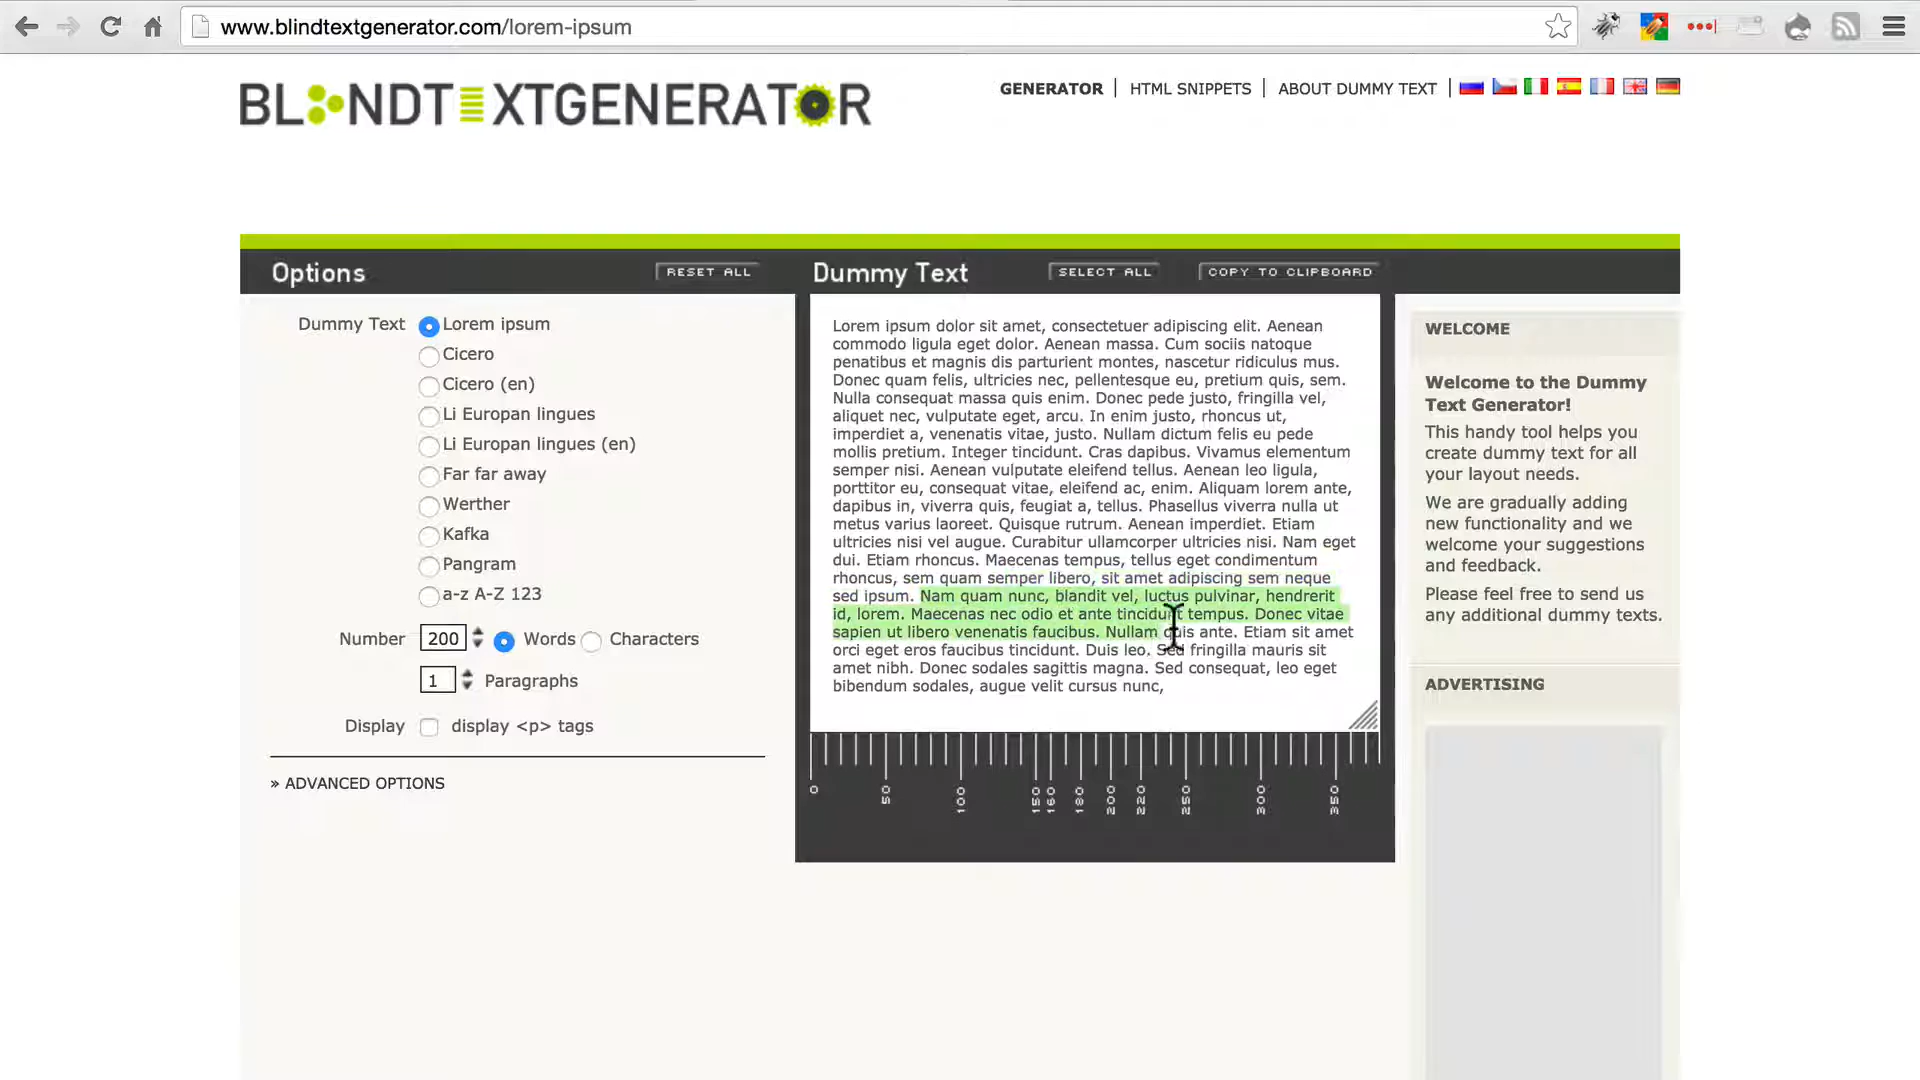 www.blindtextgenerator.com/lorem-ipsum
BLINDTEXTGENERATOR
GENERATOR | HTML SNIPPETS | ABOUT DUMMY TEXT |
Options
RESET ALL
Dummy Text
SELECT ALL
COPY TO CLIPBOARD
Dummy Text
Lorem ipsum
Cicero
Cicero (en)
Li Europan lingues
Li Europan lingues (en)
Far far away
Werther
Kafka
Pangram
a-z A-Z 123
Number 200 Words Characters
1 Paragraphs
Display display <p> tags
» ADVANCED OPTIONS
Lorem ipsum dolor sit amet, consectetuer adipiscing elit. Aenean
commodo ligula eget dolor. Aenean massa. Cum sociis natoque
penatibus et magnis dis parturient montes, nascetur ridiculus mus.
Donec quam felis, ultricies nec, pellentesque eu, pretium quis, sem.
Nulla consequat massa quis enim. Donec pede justo, fringilla vel,
aliquet nec, vulputate eget, arcu. In enim justo, rhoncus ut,
imperdiet a, venenatis vitae, justo. Nullam dictum felis eu pede
mollis pretium. Integer tincidunt. Cras dapibus. Vivamus elementum
semper nisi. Aenean vulputate eleifend tellus. Aenean leo ligula,
porttitor eu, consequat vitae, eleifend ac, enim. Aliquam lorem ante,
dapibus in, viverra quis, feugiat a, tellus. Phasellus viverra nulla ut
metus varius laoreet. Quisque rutrum. Aenean imperdiet. Etiam
ultricies nisi vel augue. Curabitur ullamcorper ultricies nisi. Nam eget
dui. Etiam rhoncus. Maecenas tempus, tellus eget condimentum
rhoncus, sem quam semper libero, sit amet adipiscing sem neque
sed ipsum. Nam quam nunc, blandit vel, luctus pulvinar, hendrerit
id, lorem. Maecenas nec odio et ante tincidunt tempus. Donec vitae
sapien ut libero venenatis faucibus. Nullam quis ante. Etiam sit amet
orci eget eros faucibus tincidunt. Duis leo. Sed fringilla mauris sit
amet nibh. Donec sodales sagittis magna. Sed consequat, leo eget
bibendum sodales, augue velit cursus nunc,
0 50 100 150 160 180 200 220 250 300 350
WELCOME
Welcome to the Dummy
Text Generator!
This handy tool helps you
create dummy text for all
your layout needs.
We are gradually adding
new functionality and we
welcome your suggestions
and feedback.
Please feel free to send us
any additional dummy texts.
ADVERTISING